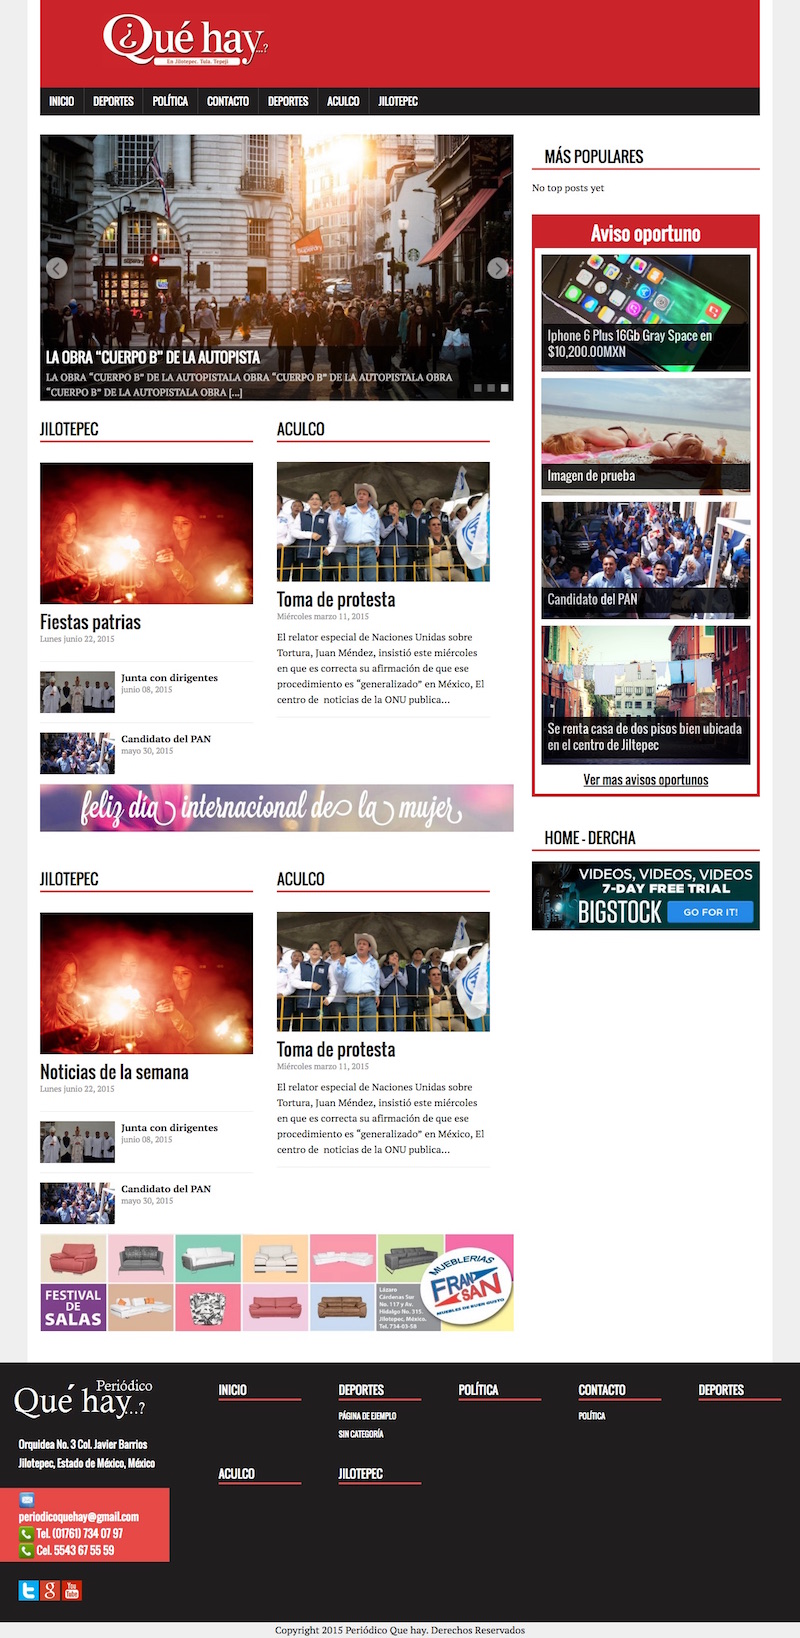 ¿Qué hay...?
En Jilotepec, Tula, Tepeji
INICIO
DEPORTES
POLÍTICA
CONTACTO
DEPORTES
ACULCO
JILOTEPEC
LA OBRA “CUERPO B” DE LA AUTOPISTA
LA OBRA “CUERPO B” DE LA AUTOPISTALA OBRA “CUERPO B” DE LA AUTOPISTALA OBRA
“CUERPO B” DE LA AUTOPISTALA OBRA [...]
MÁS POPULARES
No top posts yet
Aviso oportuno
Iphone 6 Plus 16Gb Gray Space en
$10,200.00MXN
Imagen de prueba
Candidato del PAN
Se renta casa de dos pisos bien ubicada
en el centro de Jiltepec
Ver mas avisos oportunos
HOME - DERCHA
VIDEOS, VIDEOS, VIDEOS
7-DAY FREE TRIAL
BIGSTOCK
GO FOR IT!
JILOTEPEC
Fiestas patrias
Lunes junio 22, 2015
Junta con dirigentes
junio 08, 2015
Candidato del PAN
mayo 30, 2015
ACULCO
Toma de protesta
Miércoles marzo 11, 2015
El relator especial de Naciones Unidas sobre
Tortura, Juan Méndez, insistió este miércoles
en que es correcta su afirmación de que ese
procedimiento es “generalizado” en México, El
centro de  noticias de la ONU publica...
feliz día internacional de la mujer
JILOTEPEC
Noticias de la semana
Lunes junio 22, 2015
Junta con dirigentes
junio 08, 2015
Candidato del PAN
mayo 30, 2015
ACULCO
Toma de protesta
Miércoles marzo 11, 2015
El relator especial de Naciones Unidas sobre
Tortura, Juan Méndez, insistió este miércoles
en que es correcta su afirmación de que ese
procedimiento es “generalizado” en México, El
centro de  noticias de la ONU publica...
FESTIVAL
DE
SALAS
Lázaro
Cárdenas Sur
No. 117 y Av.
Hidalgo No. 315.
Jilotepec, México.
Tel. 734-03-58
MUEBLERIAS
FRAN
SAN
MUEBLES DE BUEN GUSTO
Periódico
Qué hay...?
Orquidea No. 3 Col. Javier Barrios
Jilotepec, Estado de México, México
periodicoquehay@gmail.com
Tel. (01761) 734 07 97
Cel. 5543 67 55 59
INICIO
DEPORTES
PÁGINA DE EJEMPLO
SIN CATEGORÍA
POLÍTICA
CONTACTO
POLÍTICA
DEPORTES
ACULCO
JILOTEPEC
You
Tube
Copyright 2015 Periódico Que hay. Derechos Reservados